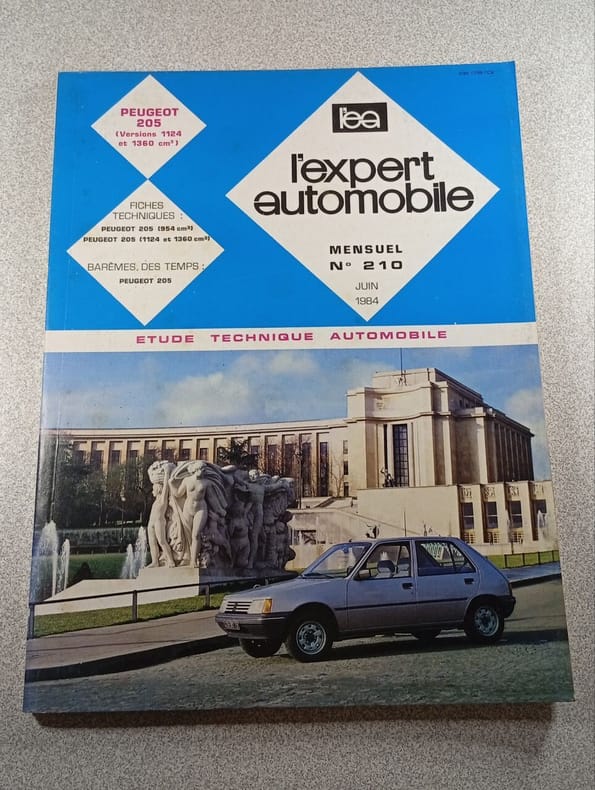 PEUGEOT
205
(Versions 1124
et 1360 cm³)
FICHES
TECHNIQUES :
PEUGEOT 205 (954 cm³)
PEUGEOT 205 (1124 et 1360 cm³)
BARÊMES, DES TEMPS :
PEUGEOT 205
l'ea
l'expert
automobile
MENSUEL
N° 210
JUIN
1984
ETUDE TECHNIQUE AUTOMOBILE